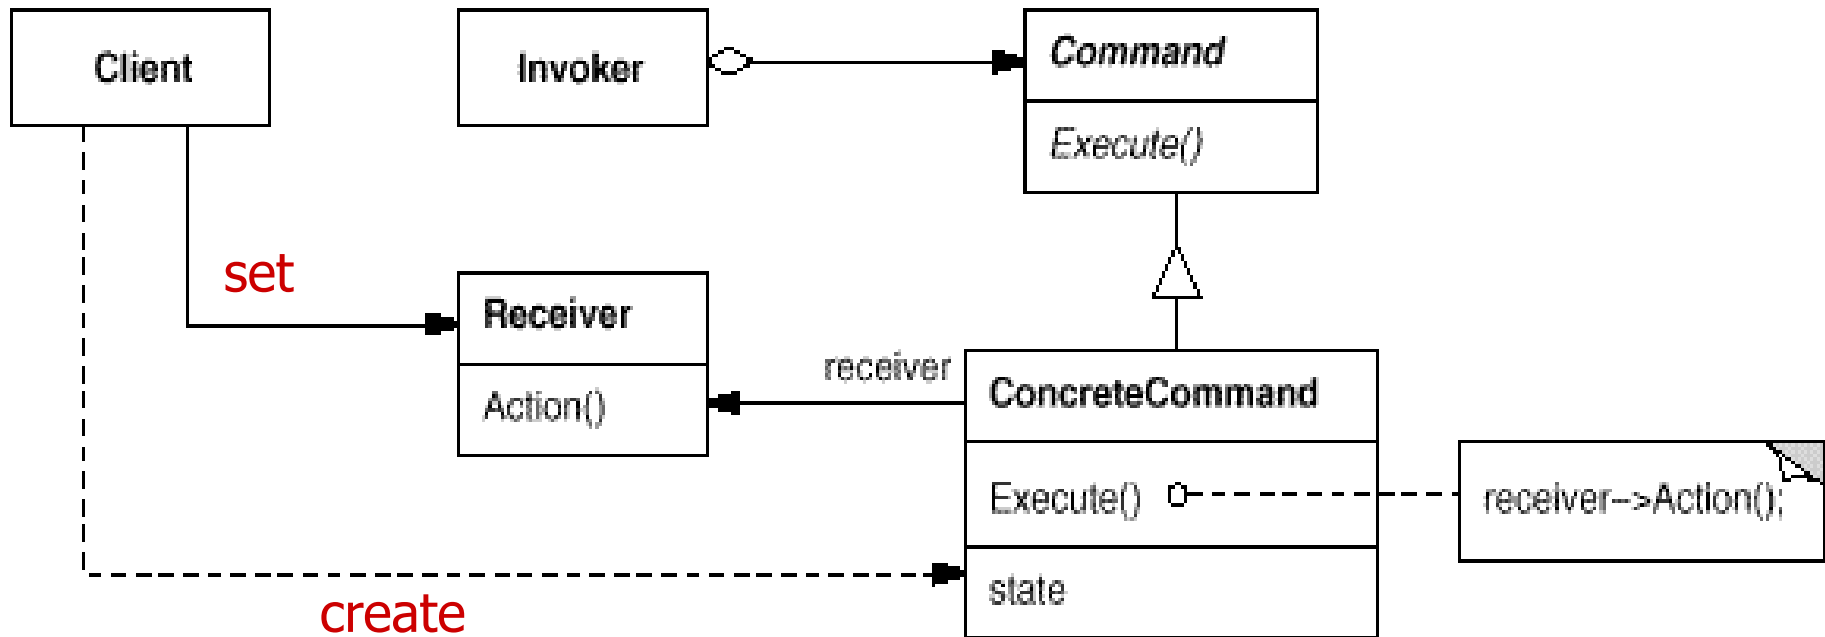 Client
Invoker
Command
Execute()
set
Receiver
Action()
receiver
ConcreteCommand
Execute()
receiver-->Action();
state
create